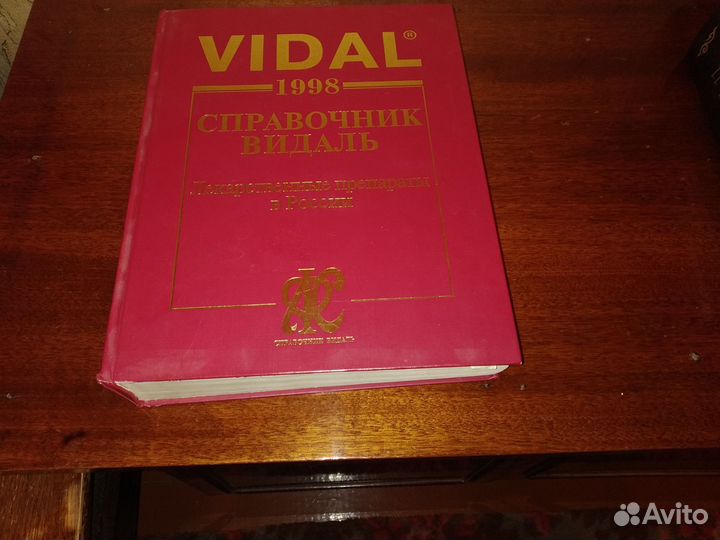 VIDAL®
1998
СПРАВОЧНИК
ВИДАЛЬ
Лекарственные препараты
в России
СПРАВОЧНИК ВИДАЛЬ
Avito